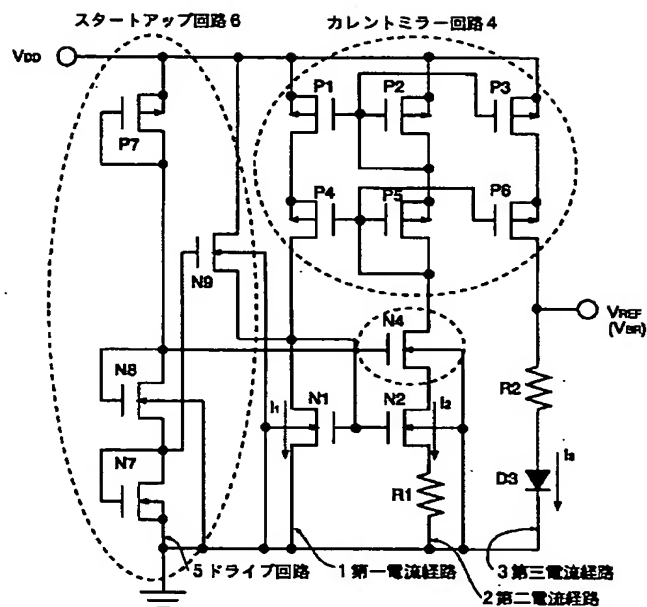 スタートアップ回路6
カレントミラー回路4
VDD
P1
P2
P3
P7
P4
P5
P6
N9
VREF
(VBIR)
N4
N8
R2
I1
N1
N2
I2
N7
R1
D3
I3
5 ドライブ回路
1 第一電流経路
3 第三電流経路
2 第二電流経路